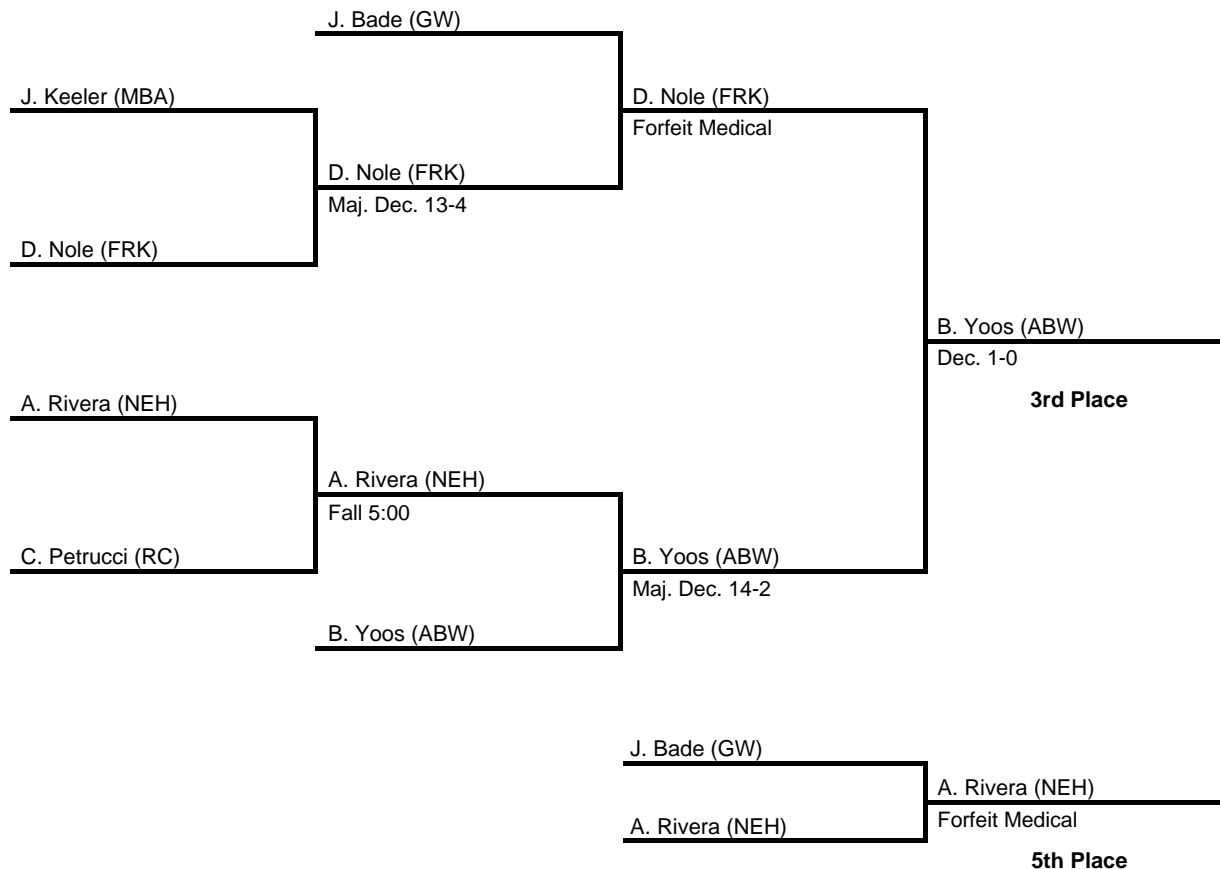 J. Bade (GW)
J. Keeler (MBA)
D. Nole (FRK)
Forfeit Medical
D. Nole (FRK)
Maj. Dec. 13-4
D. Nole (FRK)
B. Yoos (ABW)
Dec. 1-0
3rd Place
A. Rivera (NEH)
A. Rivera (NEH)
Fall 5:00
C. Petrucci (RC)
B. Yoos (ABW)
Maj. Dec. 14-2
B. Yoos (ABW)
J. Bade (GW)
A. Rivera (NEH)
Forfeit Medical
A. Rivera (NEH)
5th Place